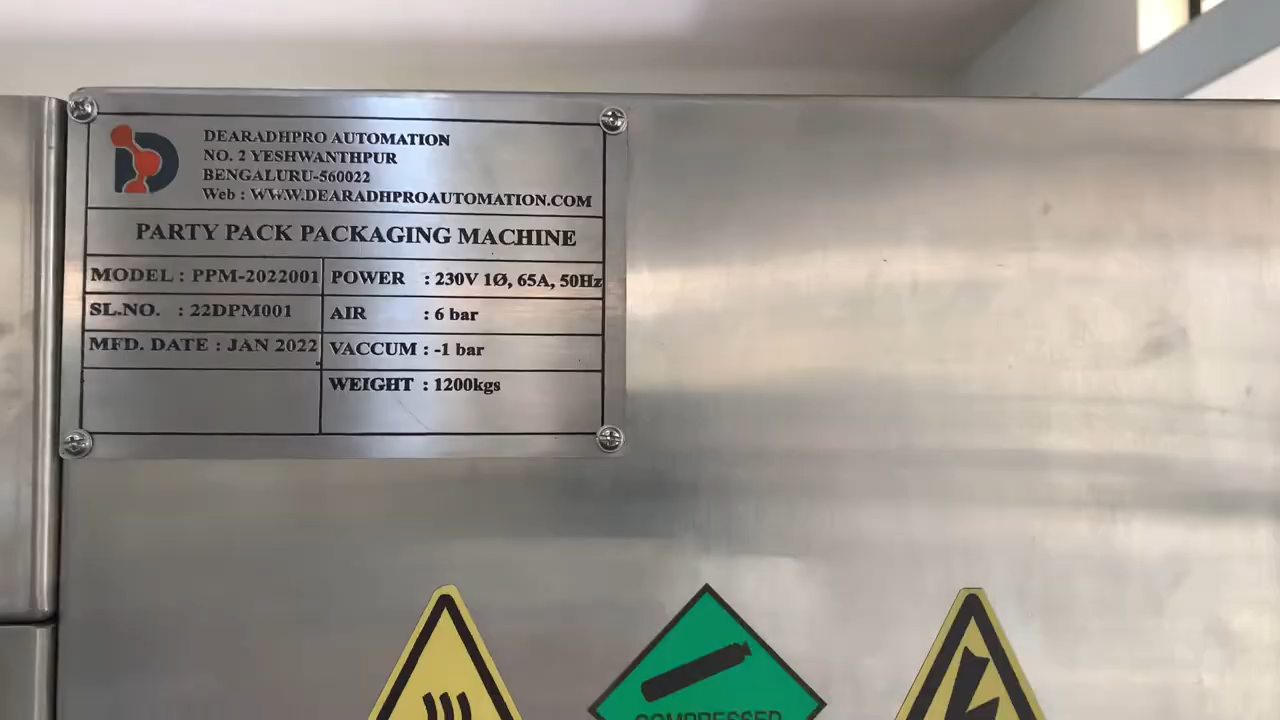 DEARADHPRO AUTOMATION
NO. 2 YESHWANTHPUR
BENGALURU-560022
Web : WWW.DEARADHPROAUTOMATION.COM
PARTY PACK PACKAGING MACHINE
MODEL : PPM-2022001
POWER : 230V 1Ø, 65A, 50Hz
SL.NO. : 22DPM001
AIR : 6 bar
MFD. DATE : JAN 2022
VACCUM : -1 bar
WEIGHT : 1200kgs
COMPRESSED